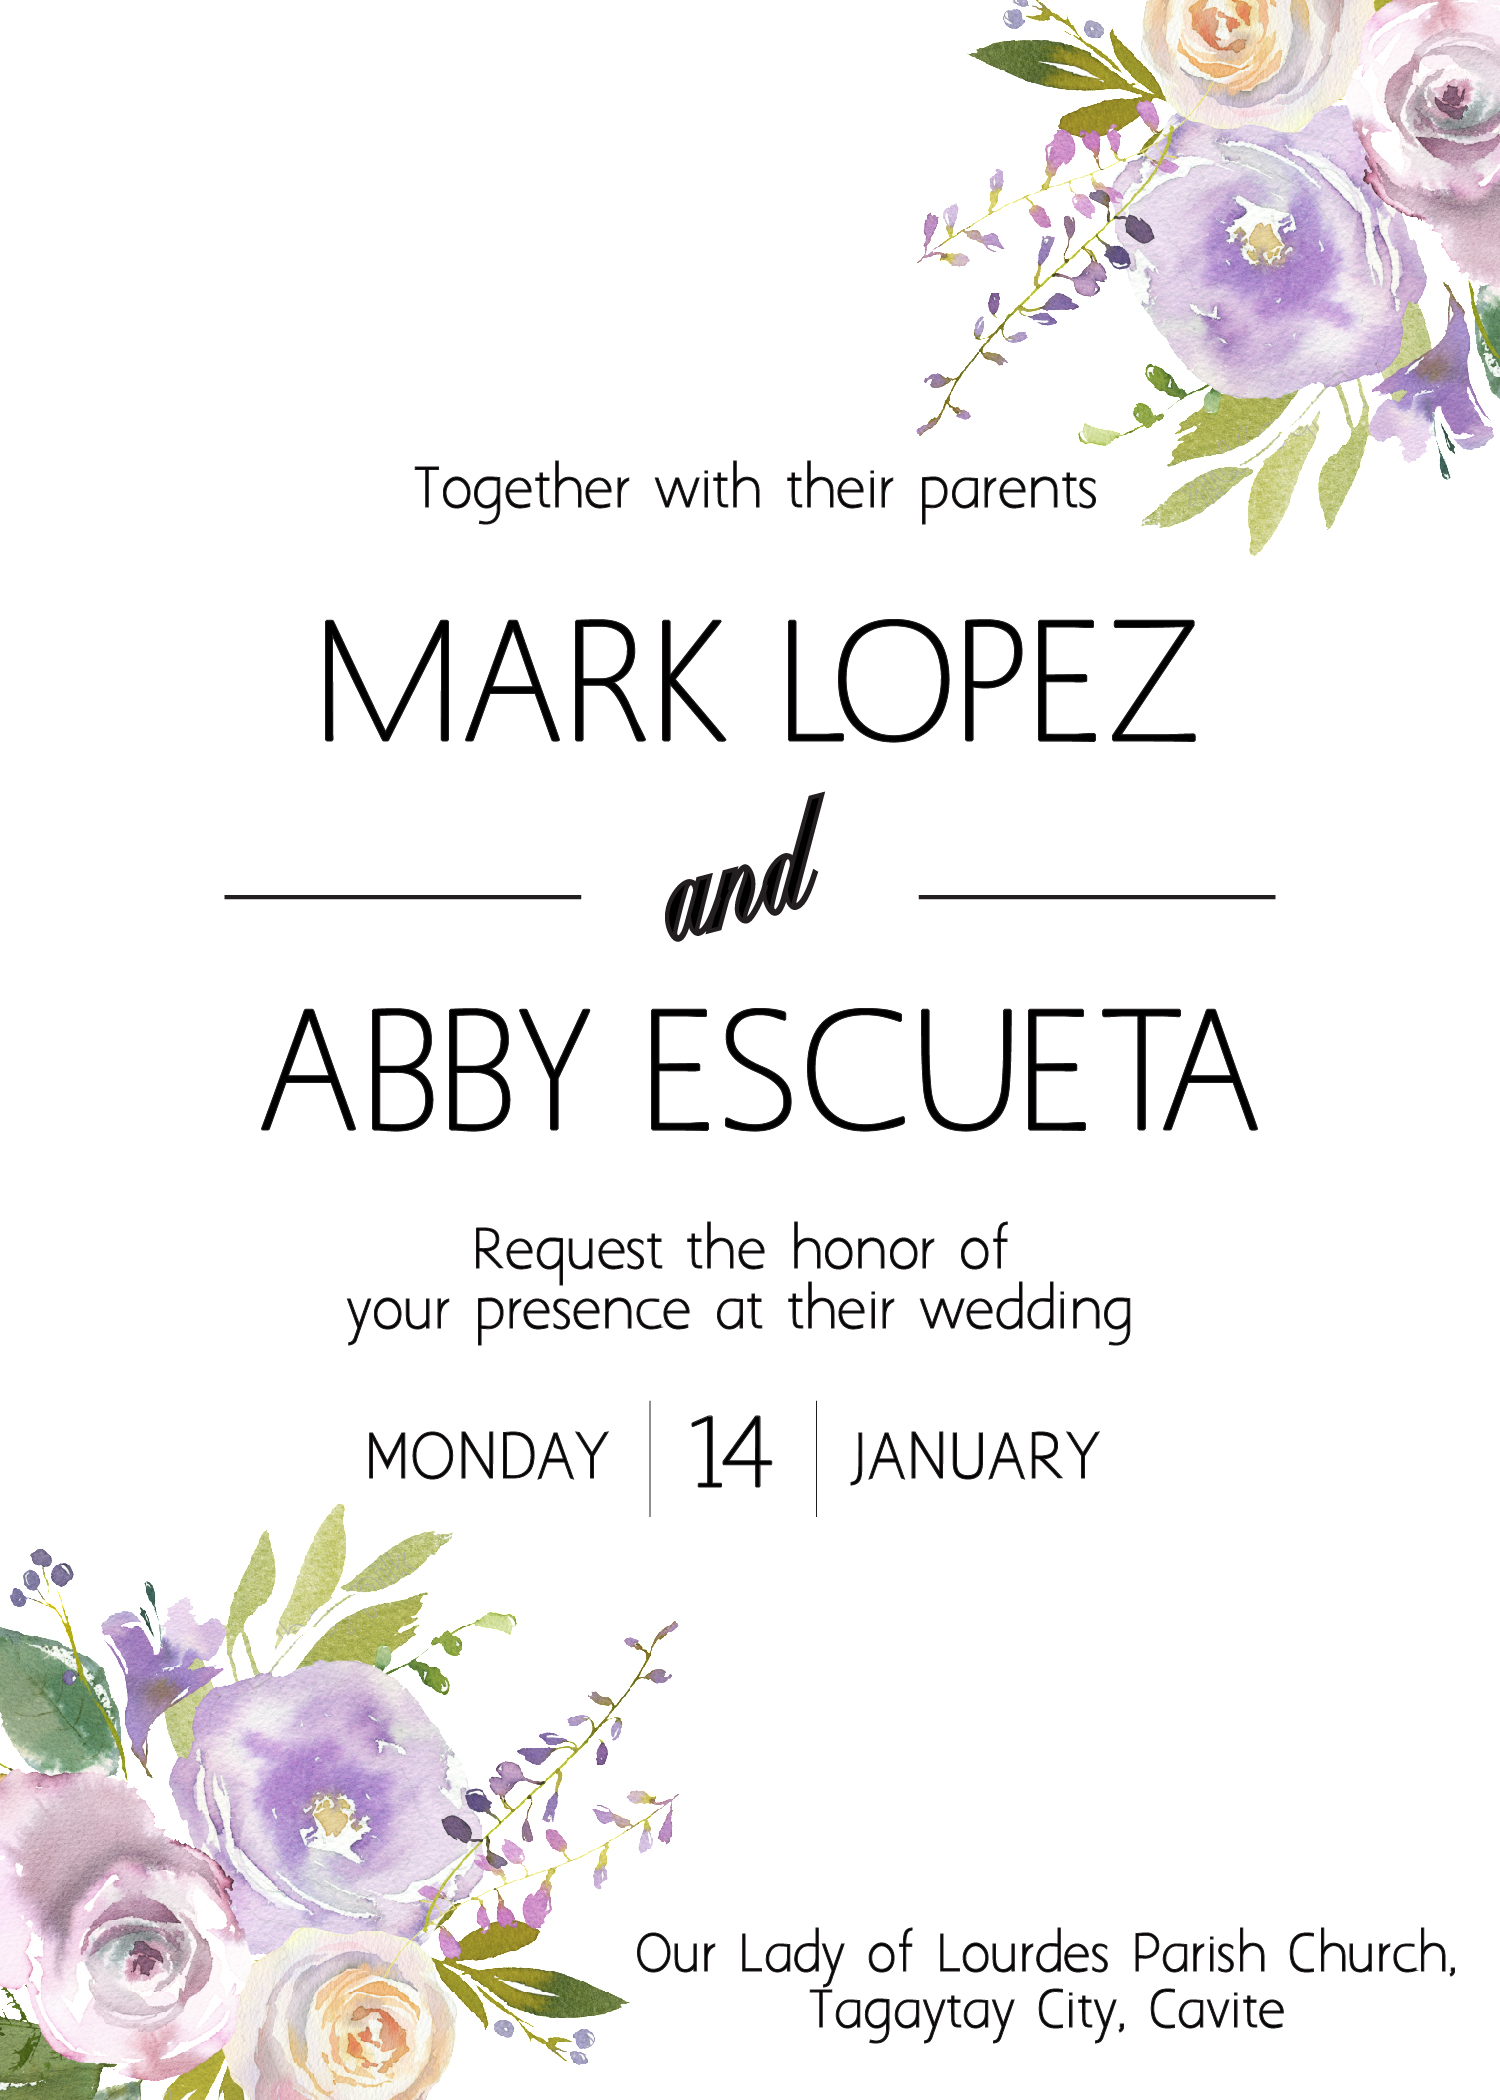 Together with their parents
MARK LOPEZ
and
ABBY ESCUETA
Request the honor of
your presence at their wedding
MONDAY 14 JANUARY
Our Lady of Lourdes Parish Church,
Tagaytay City, Cavite